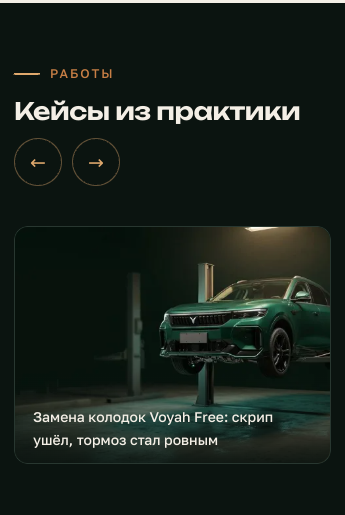 РАБОТЫ
Кейсы из практики
← →
Замена колодок Voyah Free: скрип
ушёл, тормоз стал ровным